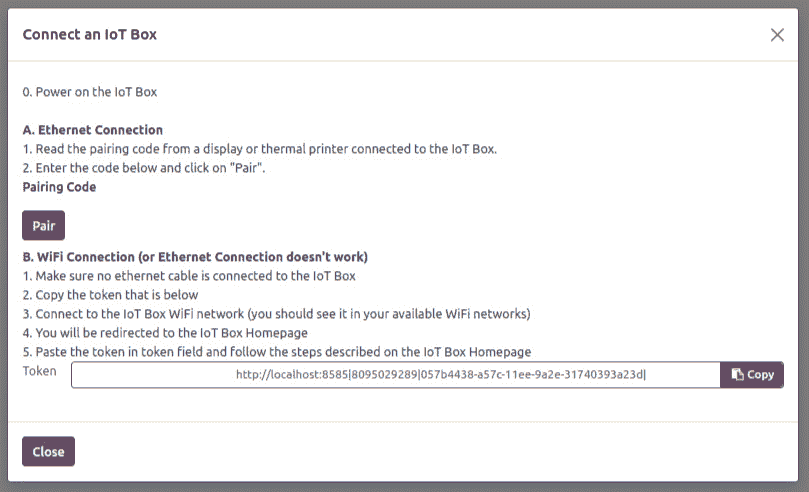 Connect an IoT Box
0. Power on the IoT Box
A. Ethernet Connection
1. Read the pairing code from a display or thermal printer connected to the IoT Box.
2. Enter the code below and click on "Pair".
Pairing Code
Pair
B. WiFi Connection (or Ethernet Connection doesn't work)
1. Make sure no ethernet cable is connected to the IoT Box
2. Copy the token that is below
3. Connect to the IoT Box WiFi network (you should see it in your available WiFi networks)
4. You will be redirected to the IoT Box Homepage
5. Paste the token in token field and follow the steps described on the IoT Box Homepage
Token http://localhost:8585|8095029289|057b4438-a57c-11ee-9a2e-31740393a23d| Copy
Close